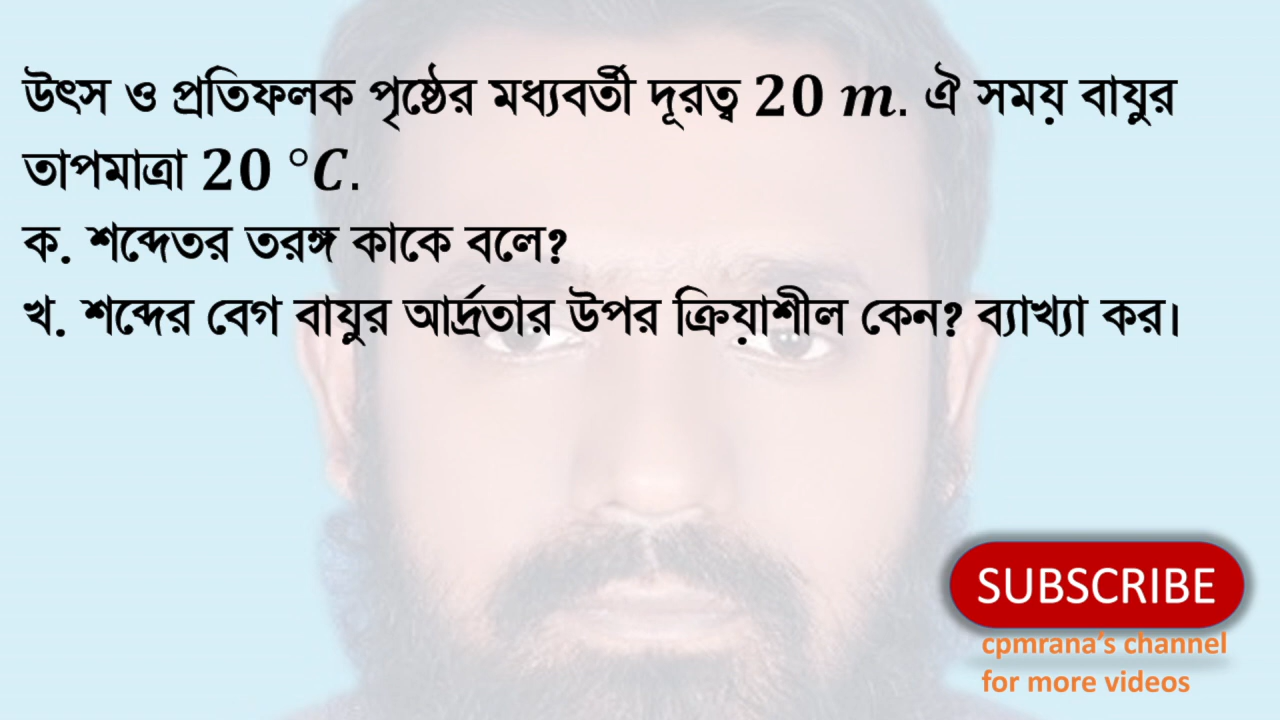 উৎস ও প্রতিফলক পৃষ্ঠের মধ্যবর্তী দূরত্ব 20 m. ঐ সময় বায়ুর
তাপমাত্রা 20 °C.
ক. শব্দেতর তরঙ্গ কাকে বলে?
খ. শব্দের বেগ বায়ুর আর্দ্রতার উপর ক্রিয়াশীল কেন? ব্যাখ্যা কর।
SUBSCRIBE
cpmrana's channel
for more videos